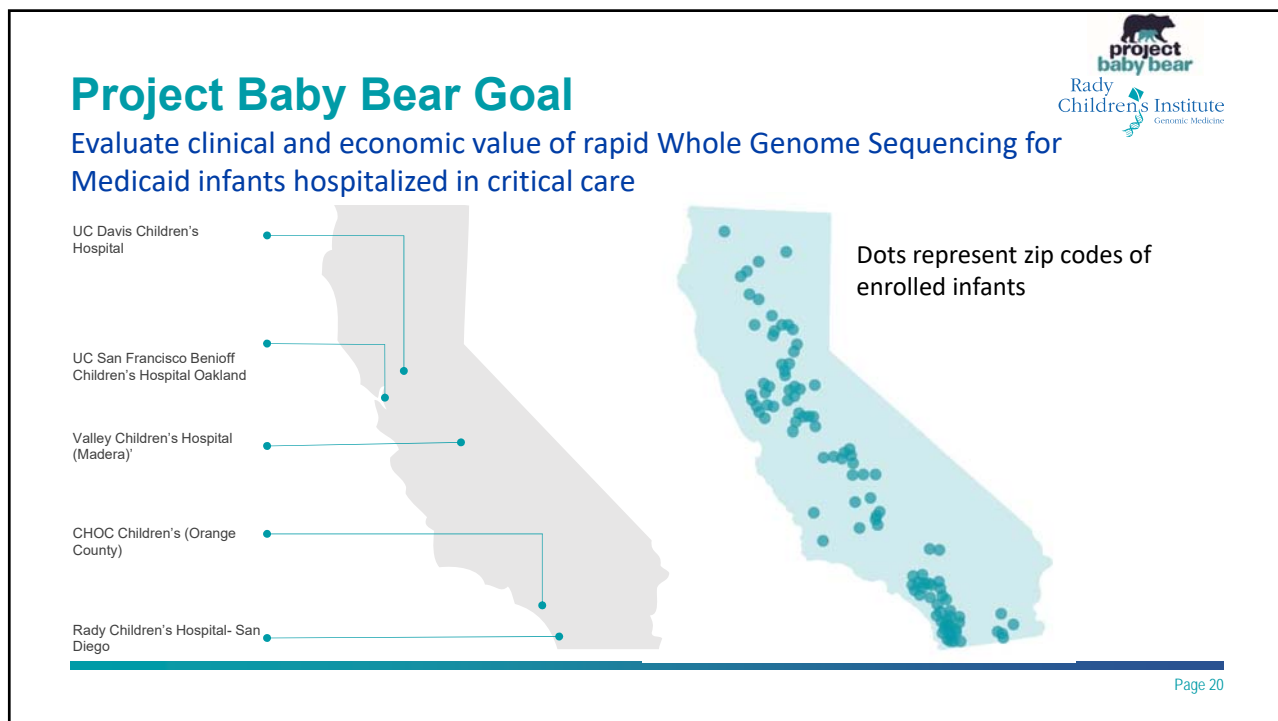 project
baby bear
Rady
Children's Institute
Genomic Medicine
Project Baby Bear Goal
Evaluate clinical and economic value of rapid Whole Genome Sequencing for
Medicaid infants hospitalized in critical care
UC Davis Children’s
Hospital
UC San Francisco Benioff
Children’s Hospital Oakland
Valley Children’s Hospital
(Madera)’
CHOC Children’s (Orange
County)
Rady Children’s Hospital- San
Diego
Dots represent zip codes of
enrolled infants
Page 20